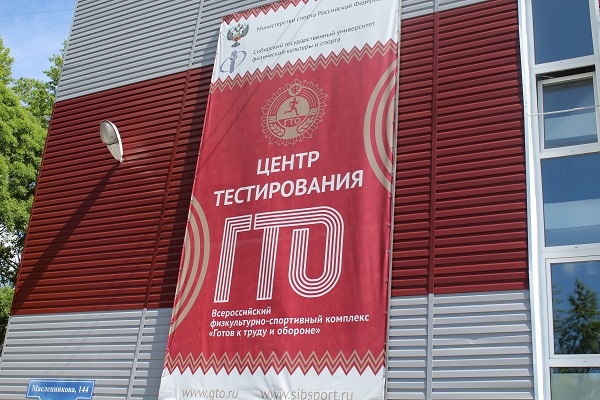 Министерство спорта Российской Федерации
Сибирский государственный университет
физической культуры и спорта
ГТО
ЦЕНТР
ТЕСТИРОВАНИЯ
ГТО
Всероссийский
физкультурно-спортивный комплекс
«Готов к труду и обороне»
www.gto.ru www.sibsport.ru
Масленникова, 144